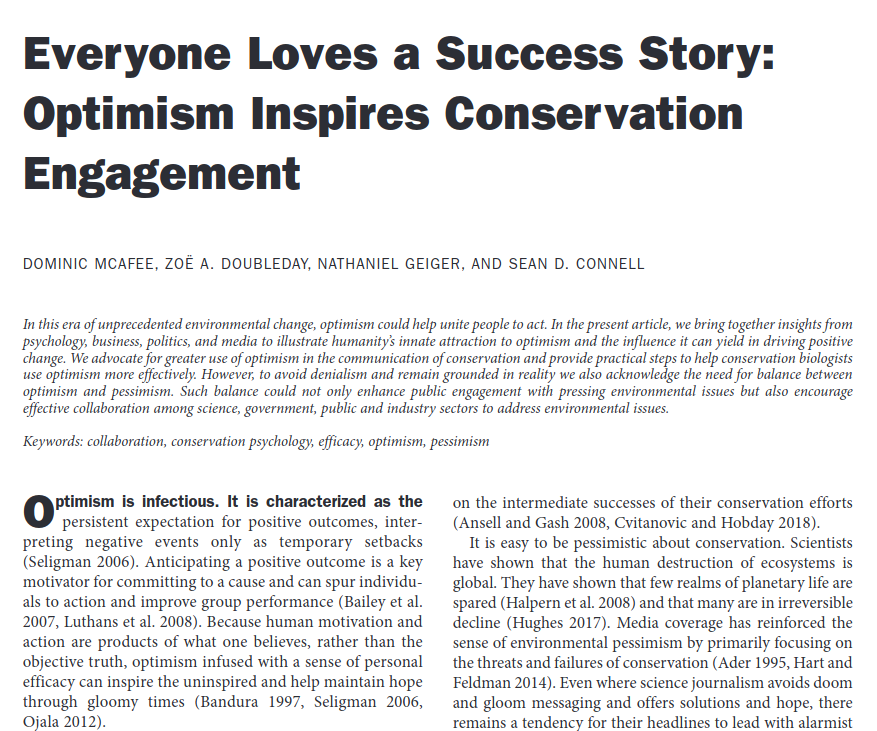 Everyone Loves a Success Story:
Optimism Inspires Conservation
Engagement
DOMINIC MCAFEE, ZOË A. DOUBLEDAY, NATHANIEL GEIGER, AND SEAN D. CONNELL
In this era of unprecedented environmental change, optimism could help unite people to act. In the present article, we bring together insights from
psychology, business, politics, and media to illustrate humanity's innate attraction to optimism and the influence it can yield in driving positive
change. We advocate for greater use of optimism in the communication of conservation and provide practical steps to help conservation biologists
use optimism more effectively. However, to avoid denialism and remain grounded in reality we also acknowledge the need for balance between
optimism and pessimism. Such balance could not only enhance public engagement with pressing environmental issues but also encourage
effective collaboration among science, government, public and industry sectors to address environmental issues.
Keywords: collaboration, conservation psychology, efficacy, optimism, pessimism
Optimism is infectious. It is characterized as the
persistent expectation for positive outcomes, inter-
preting negative events only as temporary setbacks
(Seligman 2006). Anticipating a positive outcome is a key
motivator for committing to a cause and can spur individu-
als to action and improve group performance (Bailey et al.
2007, Luthans et al. 2008). Because human motivation and
action are products of what one believes, rather than the
objective truth, optimism infused with a sense of personal
efficacy can inspire the uninspired and help maintain hope
through gloomy times (Bandura 1997, Seligman 2006,
Ojala 2012).
on the intermediate successes of their conservation efforts
(Ansell and Gash 2008, Cvitanovic and Hobday 2018).
It is easy to be pessimistic about conservation. Scientists
have shown that the human destruction of ecosystems is
global. They have shown that few realms of planetary life are
spared (Halpern et al. 2008) and that many are in irreversible
decline (Hughes 2017). Media coverage has reinforced the
sense of environmental pessimism by primarily focusing on
the threats and failures of conservation (Ader 1995, Hart and
Feldman 2014). Even where science journalism avoids doom
and gloom messaging and offers solutions and hope, there
remains a tendency for their headlines to lead with alarmist